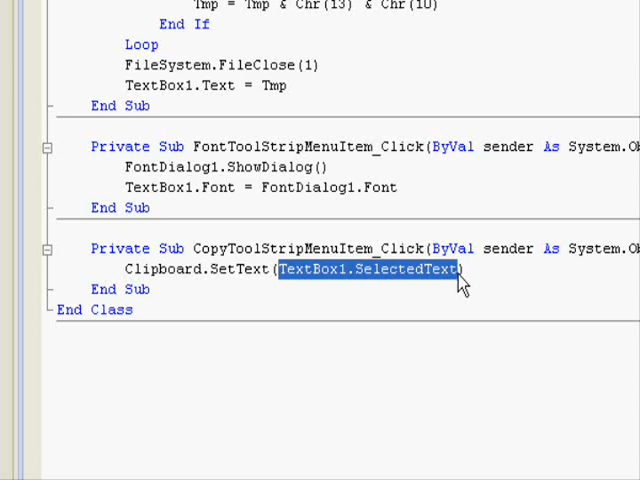 Tmp = Tmp & Chr(13) & Chr(10)
End If
Loop
FileSystem.FileClose(1)
TextBox1.Text = Tmp
End Sub
Private Sub FontToolStripMenuItem_Click(ByVal sender As System.Ob
FontDialog1.ShowDialog()
TextBox1.Font = FontDialog1.Font
End Sub
Private Sub CopyToolStripMenuItem_Click(ByVal sender As System.Ob
Clipboard.SetText(TextBox1.SelectedText)
End Sub
End Class